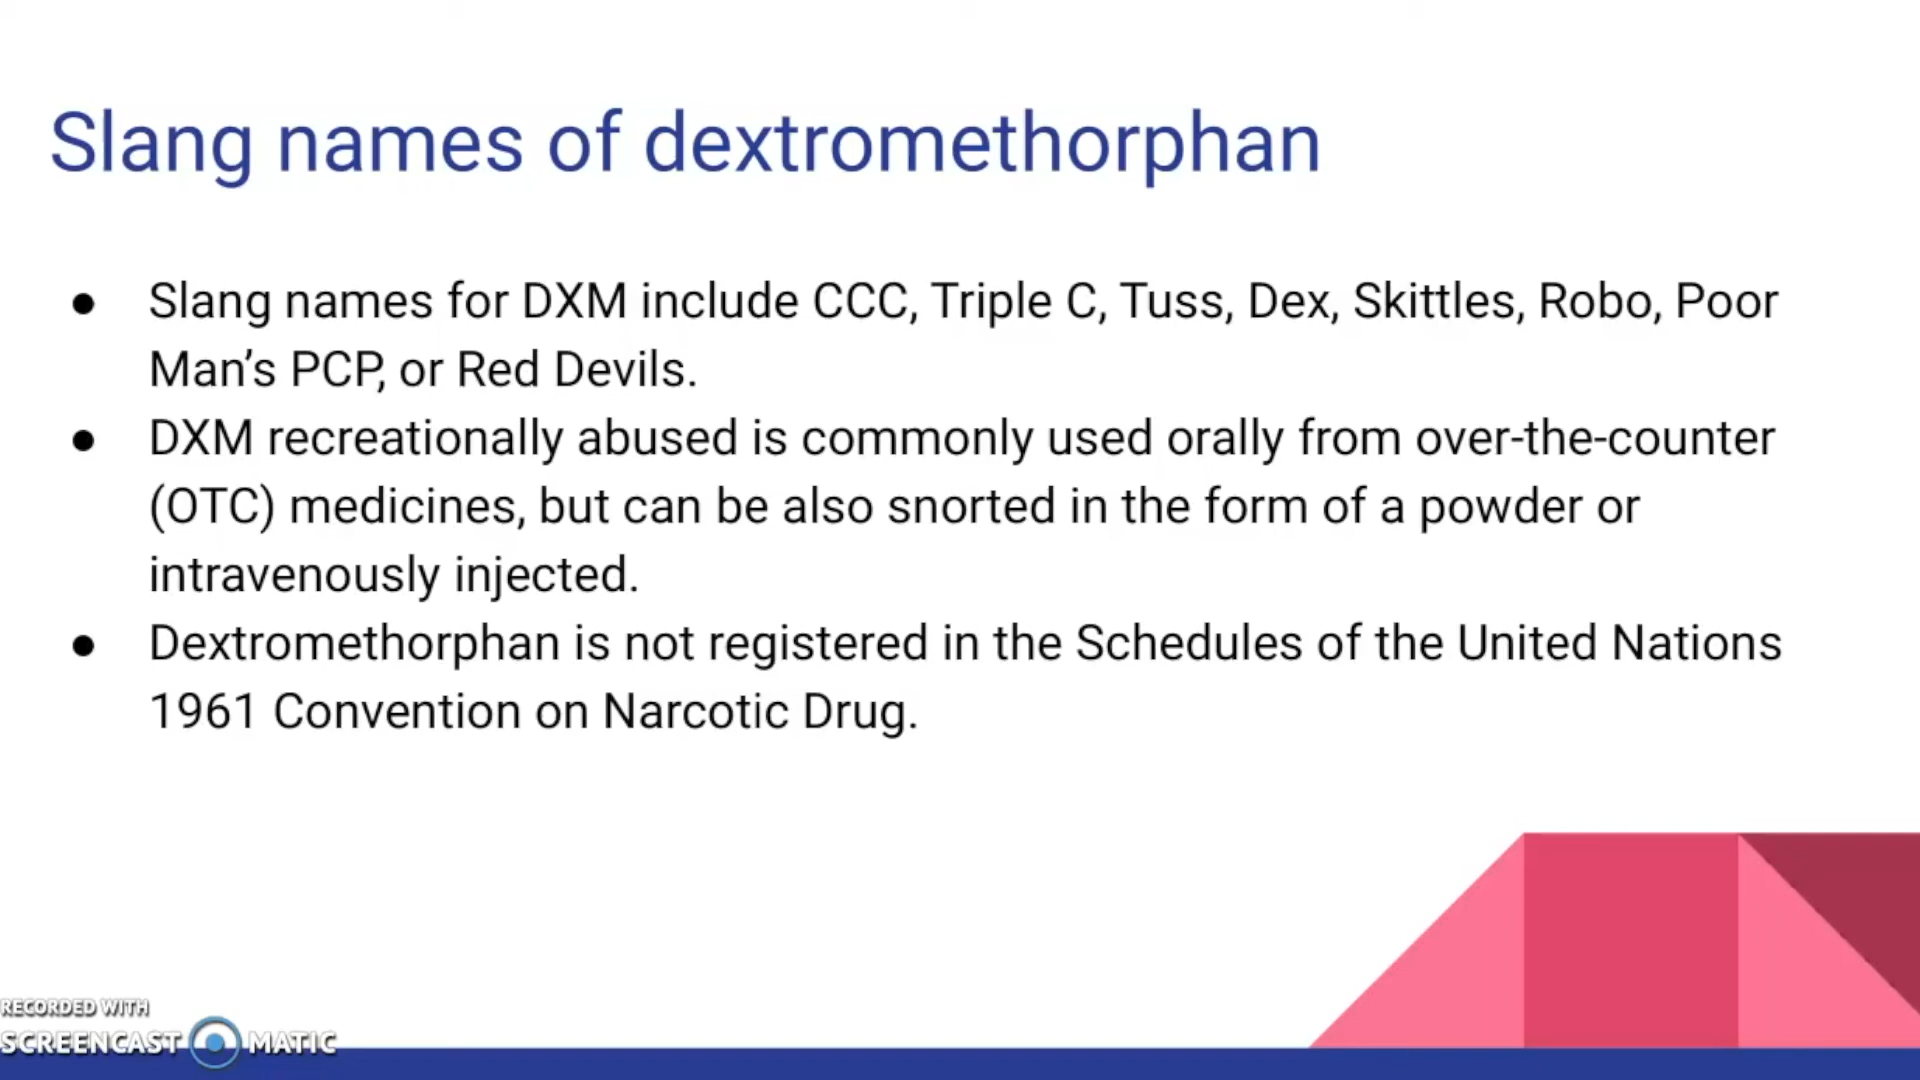 Slang names of dextromethorphan
● Slang names for DXM include CCC, Triple C, Tuss, Dex, Skittles, Robo, Poor
Man’s PCP, or Red Devils.
● DXM recreationally abused is commonly used orally from over-the-counter
(OTC) medicines, but can be also snorted in the form of a powder or
intravenously injected.
● Dextromethorphan is not registered in the Schedules of the United Nations
1961 Convention on Narcotic Drug.
RECORDED WITH
SCREENCAST MATIC